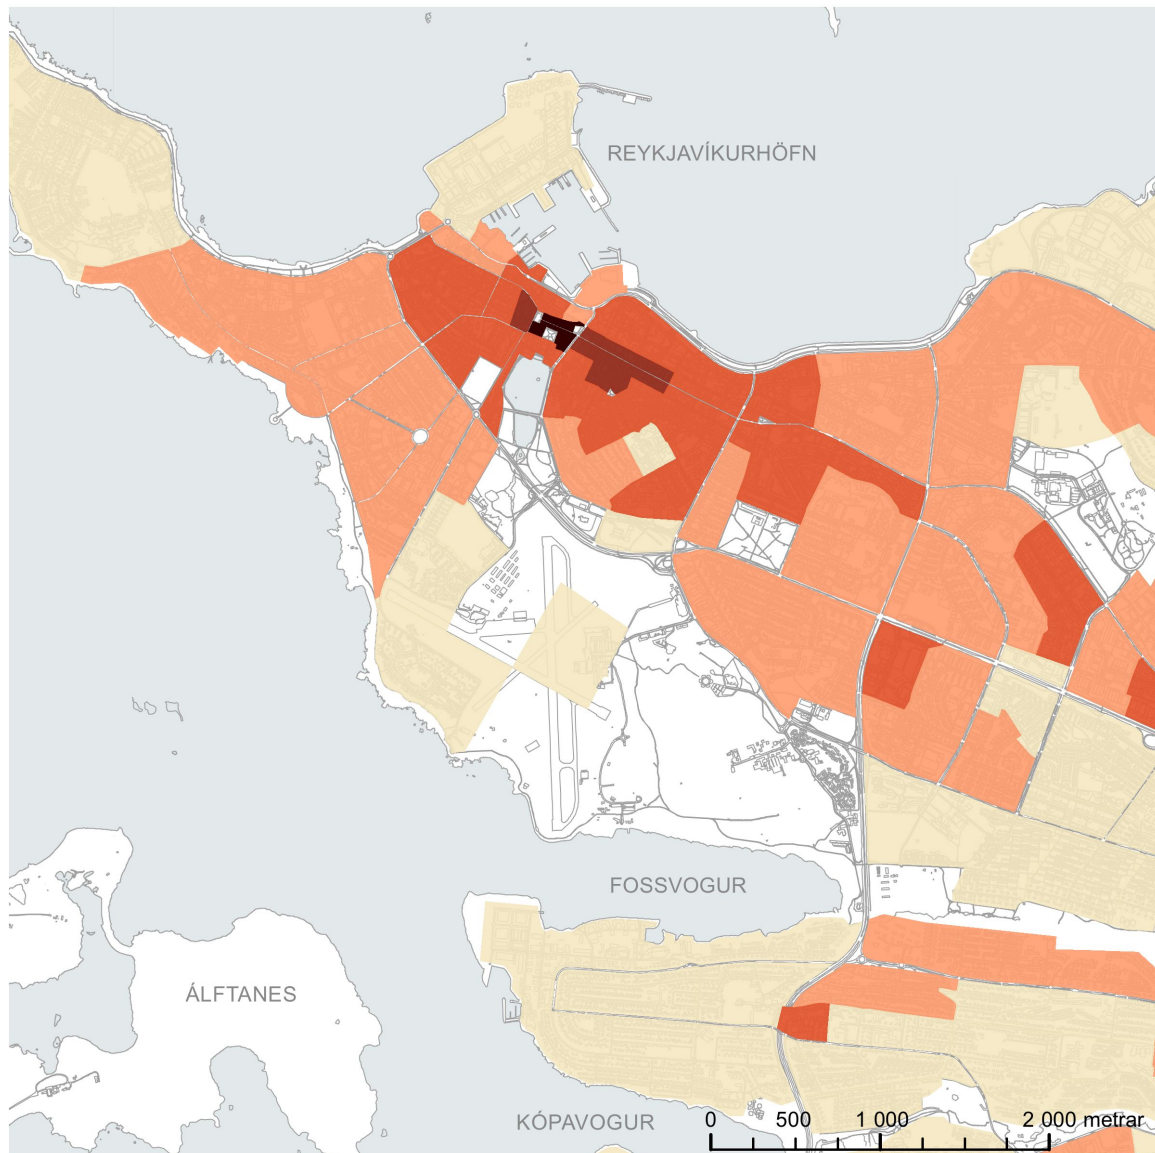 REYKJAVÍKURHÖFN
FOSSVOGUR
ÁLFTANES
KÓPAVOGUR
0 500 1 000 2 000 metrar